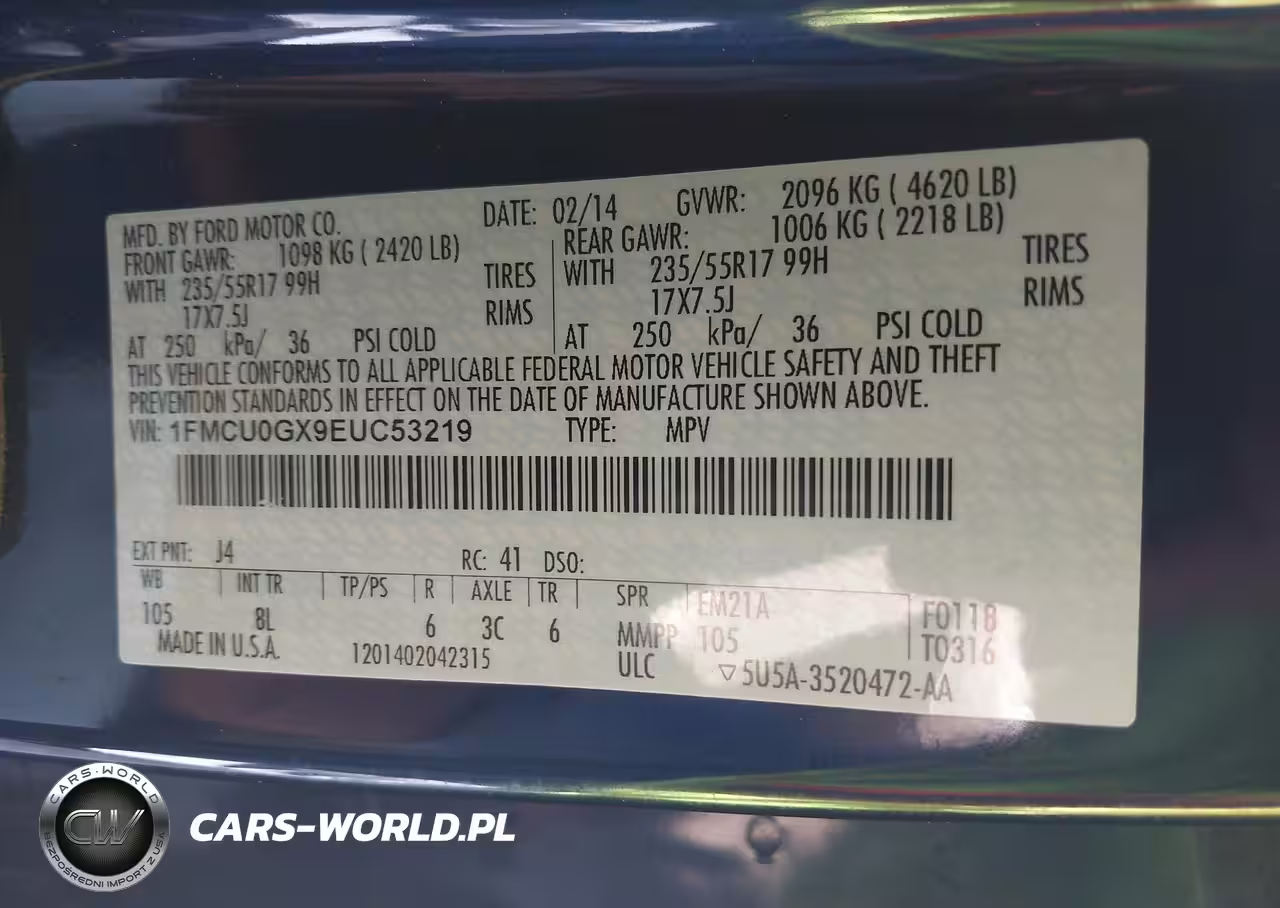 MFD. BY FORD MOTOR CO. DATE: 02/14 GVWR: 2096 KG ( 4620 LB)
FRONT GAWR: 1098 KG ( 2420 LB) REAR GAWR: 1006 KG ( 2218 LB)
WITH 235/55R17 99H TIRES WITH 235/55R17 99H TIRES
17X7.5J RIMS 17X7.5J RIMS
AT 250 kPa/ 36 PSI COLD AT 250 kPa/ 36 PSI COLD
THIS VEHICLE CONFORMS TO ALL APPLICABLE FEDERAL MOTOR VEHICLE SAFETY AND THEFT
PREVENTION STANDARDS IN EFFECT ON THE DATE OF MANUFACTURE SHOWN ABOVE.
VIN: 1FMCU0GX9EUC53219 TYPE: MPV
EXT PNT: J4 RC: 41 DSO:
WB INT TR TP/PS R AXLE TR SPR EM21A F0118
105 8L 6 3C 6 MMPP 105 T0316
MADE IN U.S.A. 1201402042315 ULC ▽5U5A-3520472-AA
CARS-WORLD
CW
BEZPOŚREDNI IMPORT Z USA
CARS-WORLD.PL